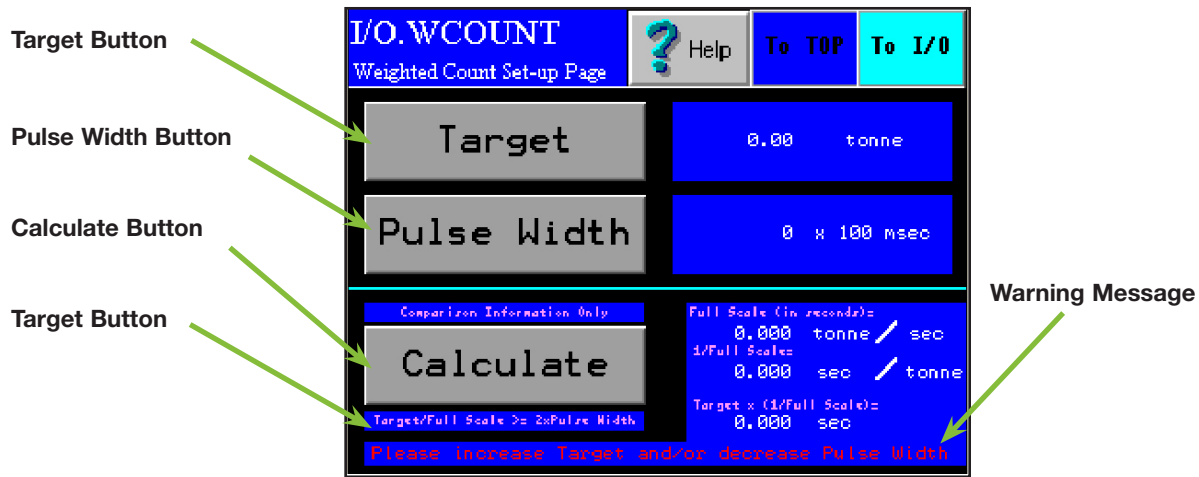 Target Button
Pulse Width Button
Calculate Button
Target Button
I/O.WCOUNT
Weighted Count Set-up Page
Help
To TOP
To I/O
Target
0.00 tonne
Pulse Width
0 x 100 msec
Comparison Information Only
Calculate
Target/Full Scale >= 2xPulse Width
Full Scale (in seconds)=
0.000 tonne / sec
1/Full Scale=
0.000 sec / tonne
Target x (1/Full Scale)=
0.000 sec
Please increase Target and/or decrease Pulse Width
Warning Message